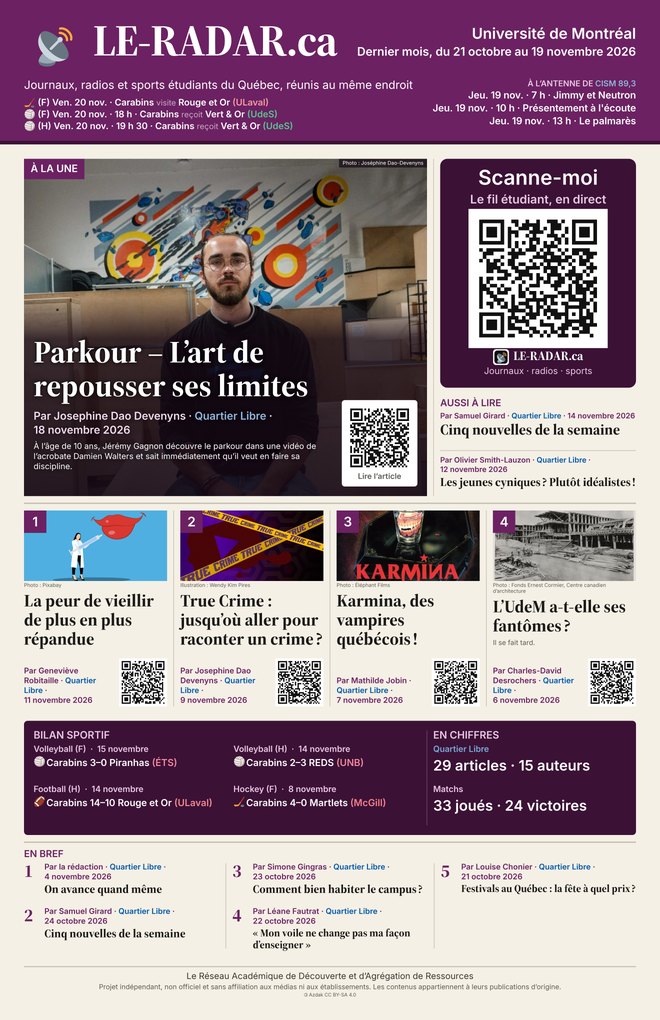 LE-RADAR.ca
Université de Montréal
Dernier mois, du 21 octobre au 19 novembre 2026
Journaux, radios et sports étudiants du Québec, réunis au même endroit
(F) Ven. 20 nov. · Carabins visite Rouge et Or (ULaval)
(F) Ven. 20 nov. · 18 h · Carabins reçoit Vert & Or (UdeS)
(H) Ven. 20 nov. · 19 h 30 · Carabins reçoit Vert & Or (UdeS)
À L'ANTENNE DE CISM 89,3
Jeu. 19 nov. · 7 h · Jimmy et Neutron
Jeu. 19 nov. · 10 h · Présentement à l'écoute
Jeu. 19 nov. · 13 h · Le palmarès
À LA UNE
Photo : Joséphine Dao-Devenyns
Parkour – L'art de
repousser ses limites
Par Josephine Dao Devenyns · Quartier Libre ·
18 novembre 2026
À l'âge de 10 ans, Jérémy Gagnon découvre le parkour dans une vidéo de
l'acrobate Damien Walters et sait immédiatement qu'il veut en faire sa
discipline.
Lire l'article
Scanne-moi
Le fil étudiant, en direct
LE-RADAR.ca
Journaux · radios · sports
AUSSI À LIRE
Par Samuel Girard · Quartier Libre · 14 novembre 2026
Cinq nouvelles de la semaine
Par Olivier Smith-Lauzon · Quartier Libre ·
12 novembre 2026
Les jeunes cyniques ? Plutôt idéalistes !
1
Photo : Pixabay
La peur de vieillir
de plus en plus
répandue
Par Geneviève
Robitaille · Quartier
Libre ·
11 novembre 2026
2
TRUE CRIME TRUE CRIME
Illustration : Wendy Kim Pires
True Crime :
jusqu'où aller pour
raconter un crime ?
Par Josephine Dao
Devenyns · Quartier
Libre ·
9 novembre 2026
3
KARMINA
Photo : Éléphant Films
Karmina, des
vampires
québécois !
Par Mathilde Jobin ·
Quartier Libre ·
7 novembre 2026
4
Photo : Fonds Ernest Cormier, Centre canadien
d'architecture
L'UdeM a-t-elle ses
fantômes ?
Il se fait tard.
Par Charles-David
Desrochers · Quartier
Libre ·
6 novembre 2026
BILAN SPORTIF
Volleyball (F) · 15 novembre
Carabins 3–0 Piranhas (ÉTS)
Volleyball (H) · 14 novembre
Carabins 2–3 REDS (UNB)
Football (H) · 14 novembre
Carabins 14–10 Rouge et Or (ULaval)
Hockey (F) · 8 novembre
Carabins 4–0 Martlets (McGill)
EN CHIFFRES
Quartier Libre
29 articles · 15 auteurs
Matchs
33 joués · 24 victoires
EN BREF
1
Par la rédaction · Quartier Libre ·
4 novembre 2026
On avance quand même
2
Par Samuel Girard · Quartier Libre ·
24 octobre 2026
Cinq nouvelles de la semaine
3
Par Simone Gingras · Quartier Libre ·
23 octobre 2026
Comment bien habiter le campus ?
4
Par Léane Fautrat · Quartier Libre ·
22 octobre 2026
« Mon voile ne change pas ma façon
d'enseigner »
5
Par Louise Chonier · Quartier Libre ·
21 octobre 2026
Festivals au Québec : la fête à quel prix ?
Le Réseau Académique de Découverte et d'Agrégation de Ressources
Projet indépendant, non officiel et sans affiliation aux médias ni aux établissements. Les contenus appartiennent à leurs publications d'origine.
© Azdak CC BY-SA 4.0